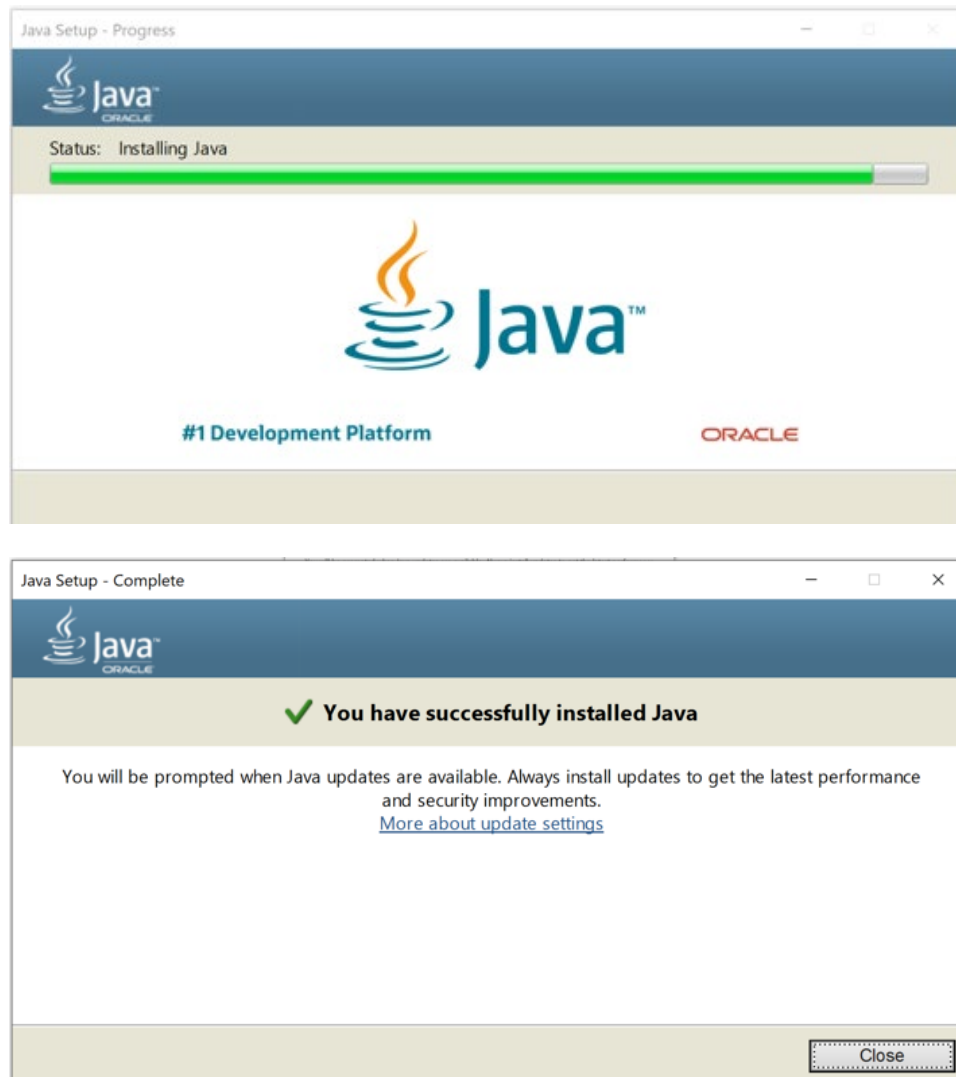 Java Setup - Progress
Java™
ORACLE
Status: Installing Java
Java™
#1 Development Platform
ORACLE
Java Setup - Complete
Java™
ORACLE
You have successfully installed Java
You will be prompted when Java updates are available. Always install updates to get the latest performance
and security improvements.
More about update settings
Close